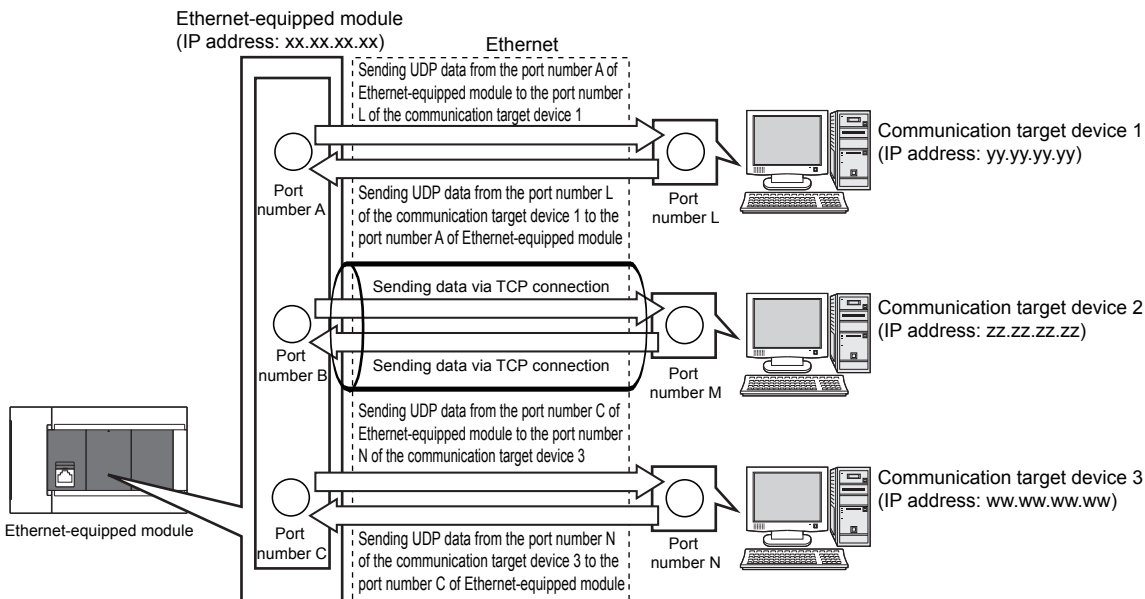 Ethernet-equipped module
(IP address: xx.xx.xx.xx)
Ethernet
Sending UDP data from the port number A of
Ethernet-equipped module to the port number
L of the communication target device 1
Port
number A
Port
number L
Communication target device 1
(IP address: yy.yy.yy.yy)
Sending UDP data from the port number L
of the communication target device 1 to the
port number A of Ethernet-equipped module
Sending data via TCP connection
Port
number B
Sending data via TCP connection
Port
number M
Communication target device 2
(IP address: zz.zz.zz.zz)
Sending UDP data from the port number C of
Ethernet-equipped module to the port number
N of the communication target device 3
Port
number C
Port
number N
Communication target device 3
(IP address: ww.ww.ww.ww)
Sending UDP data from the port number N
of the communication target device 3 to the
port number C of Ethernet-equipped module
Ethernet-equipped module